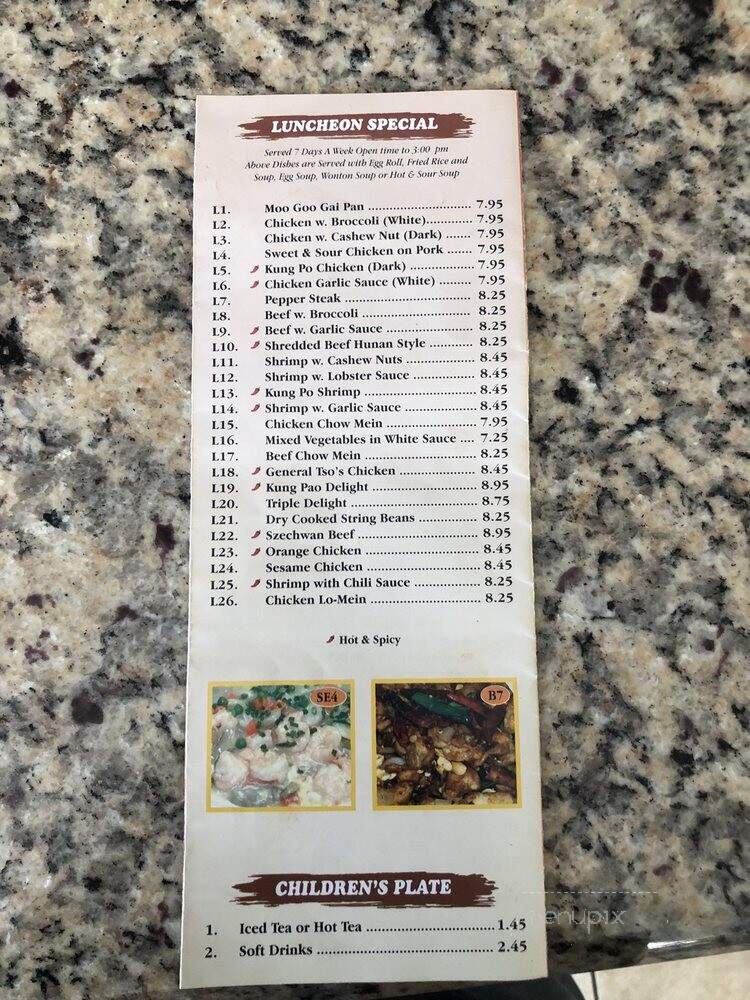 LUNCHEON SPECIAL
Served 7 Days A Week Open time to 3:00 pm
Above Dishes are Served with Egg Roll, Fried Rice and
Soup, Egg Soup, Wonton Soup or Hot & Sour Soup
L1. Moo Goo Gai Pan 7.95
L2. Chicken w. Broccoli (White) 7.95
L3. Chicken w. Cashew Nut (Dark) 7.95
L4. Sweet & Sour Chicken on Pork 7.95
L5. Kung Po Chicken (Dark) 7.95
L6. Chicken Garlic Sauce (White) 7.95
L7. Pepper Steak 8.25
L8. Beef w. Broccoli 8.25
L9. Beef w. Garlic Sauce 8.25
L10. Shredded Beef Hunan Style 8.25
L11. Shrimp w. Cashew Nuts 8.45
L12. Shrimp w. Lobster Sauce 8.45
L13. Kung Po Shrimp 8.45
L14. Shrimp w. Garlic Sauce 8.45
L15. Chicken Chow Mein 7.95
L16. Mixed Vegetables in White Sauce 7.25
L17. Beef Chow Mein 8.25
L18. General Tso's Chicken 8.45
L19. Kung Pao Delight 8.95
L20. Triple Delight 8.75
L21. Dry Cooked String Beans 8.25
L22. Szechwan Beef 8.95
L23. Orange Chicken 8.45
L24. Sesame Chicken 8.45
L25. Shrimp with Chili Sauce 8.25
L26. Chicken Lo-Mein 8.25
Hot & Spicy
SE4 B7
CHILDREN'S PLATE
1. Iced Tea or Hot Tea 1.45
2. Soft Drinks 2.45